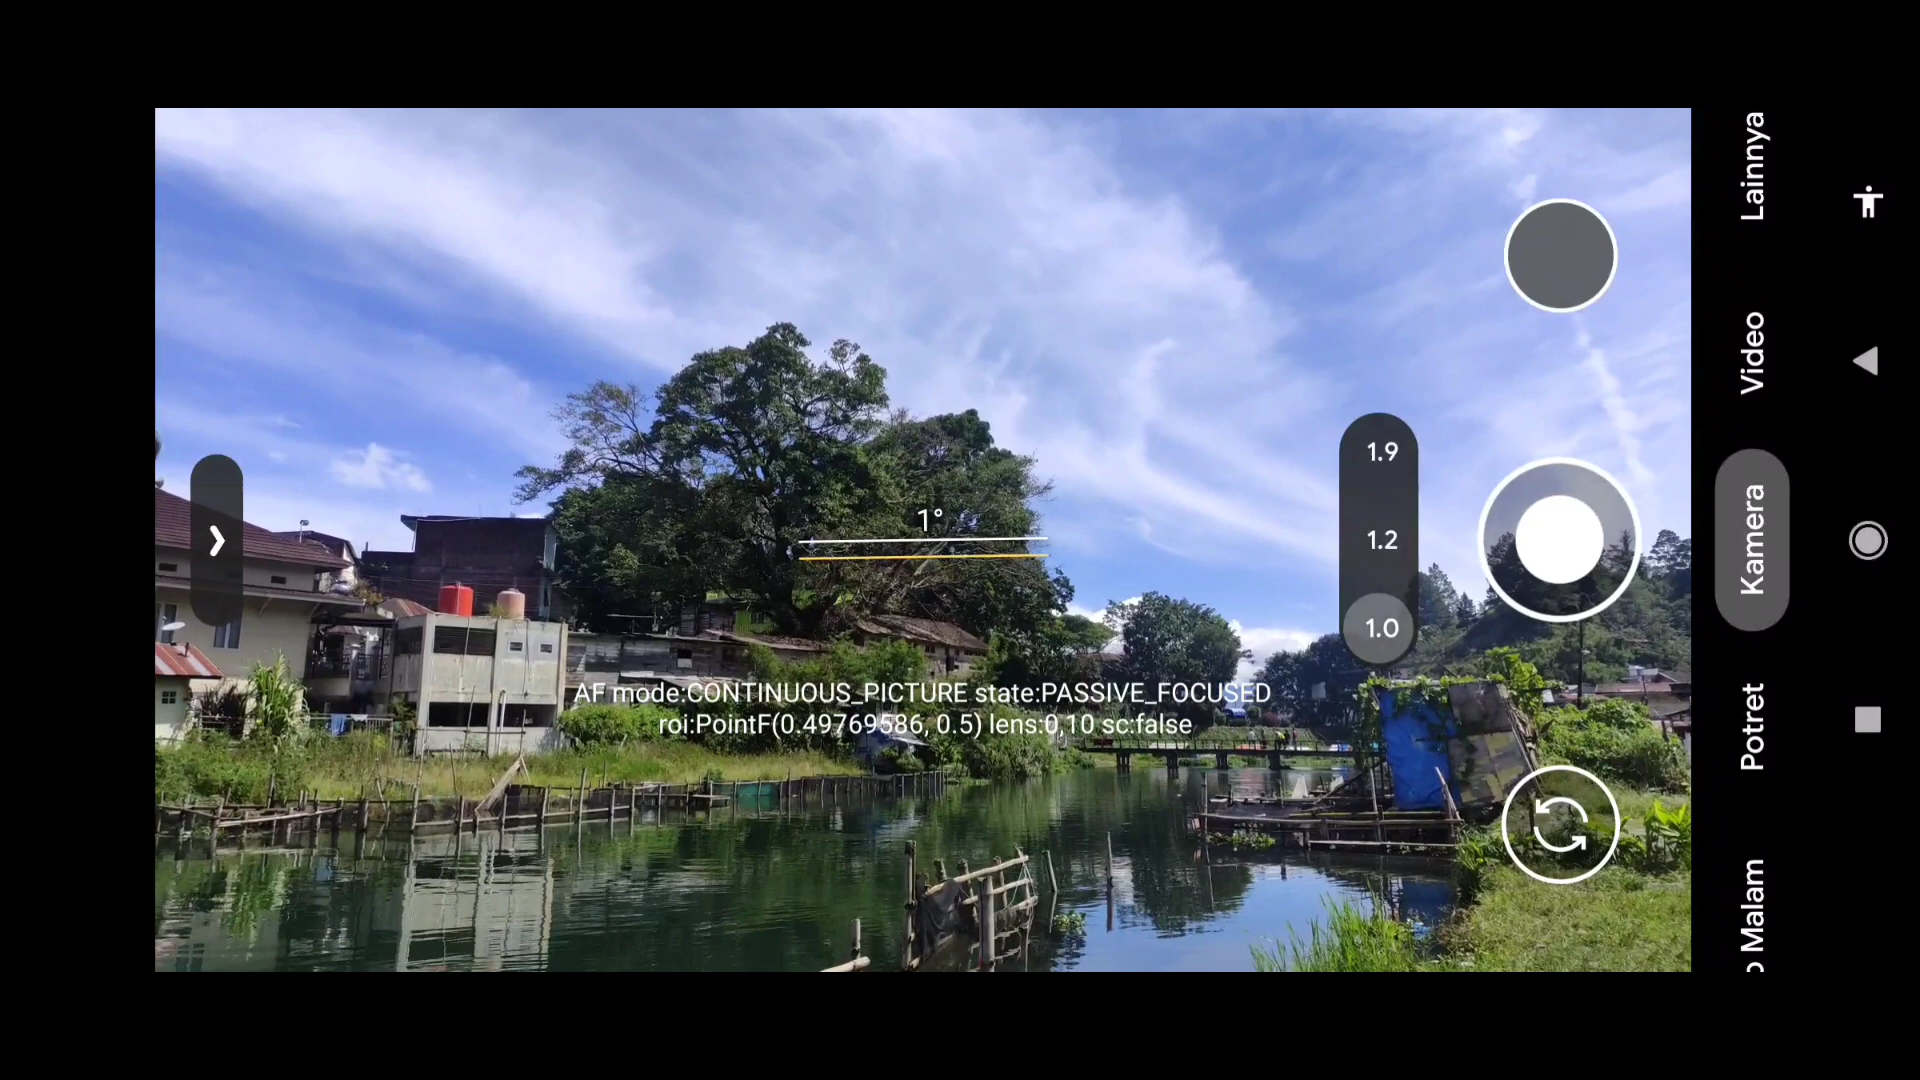 1°
1.9
1.2
1.0
AF mode:CONTINUOUS_PICTURE state:PASSIVE_FOCUSED
roi:PointF(0.49769586, 0.5) lens:0,10 sc:false
Lainnya
Video
Kamera
Potret
o Malam